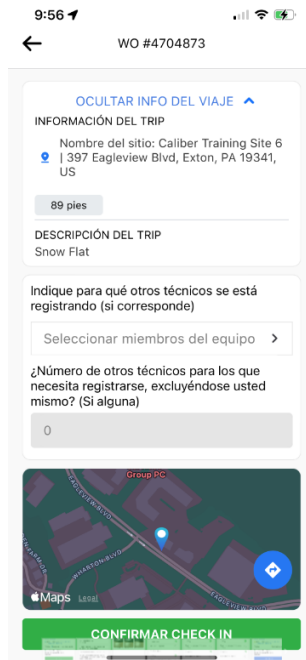 9:56
WO #4704873
OCULTAR INFO DEL VIAJE
INFORMACIÓN DEL TRIP
Nombre del sitio: Caliber Training Site 6
| 397 Eagleview Blvd, Exton, PA 19341,
US
89 pies
DESCRIPCIÓN DEL TRIP
Snow Flat
Indique para qué otros técnicos se está
registrando (si corresponde)
Seleccionar miembros del equipo
¿Número de otros técnicos para los que
necesita registrarse, excluyéndose usted
mismo? (Si alguna)
0
Group PC
EAGLEVIEW BLVD
WHARTON BLVD
EAGLEVIEW BLVD
Maps Legal
CONFIRMAR CHECK IN